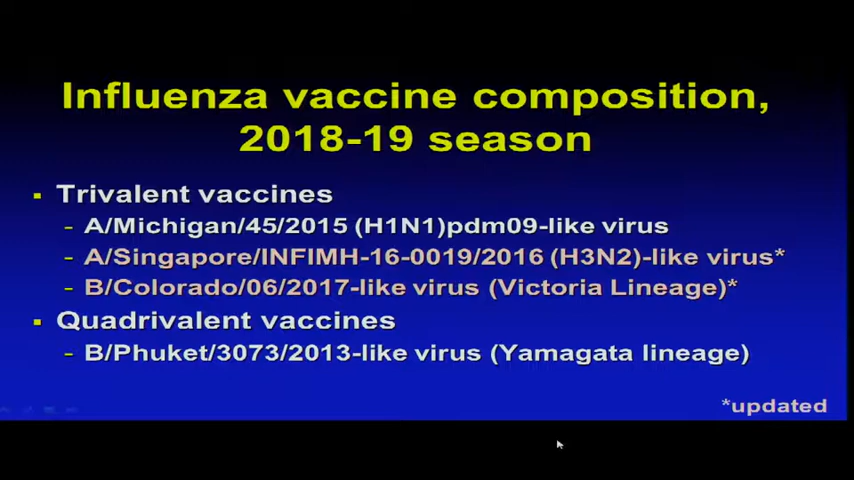 Influenza vaccine composition,
2018-19 season
▪ Trivalent vaccines
- A/Michigan/45/2015 (H1N1)pdm09-like virus
- A/Singapore/INFIMH-16-0019/2016 (H3N2)-like virus*
- B/Colorado/06/2017-like virus (Victoria Lineage)*
▪ Quadrivalent vaccines
- B/Phuket/3073/2013-like virus (Yamagata lineage)
*updated